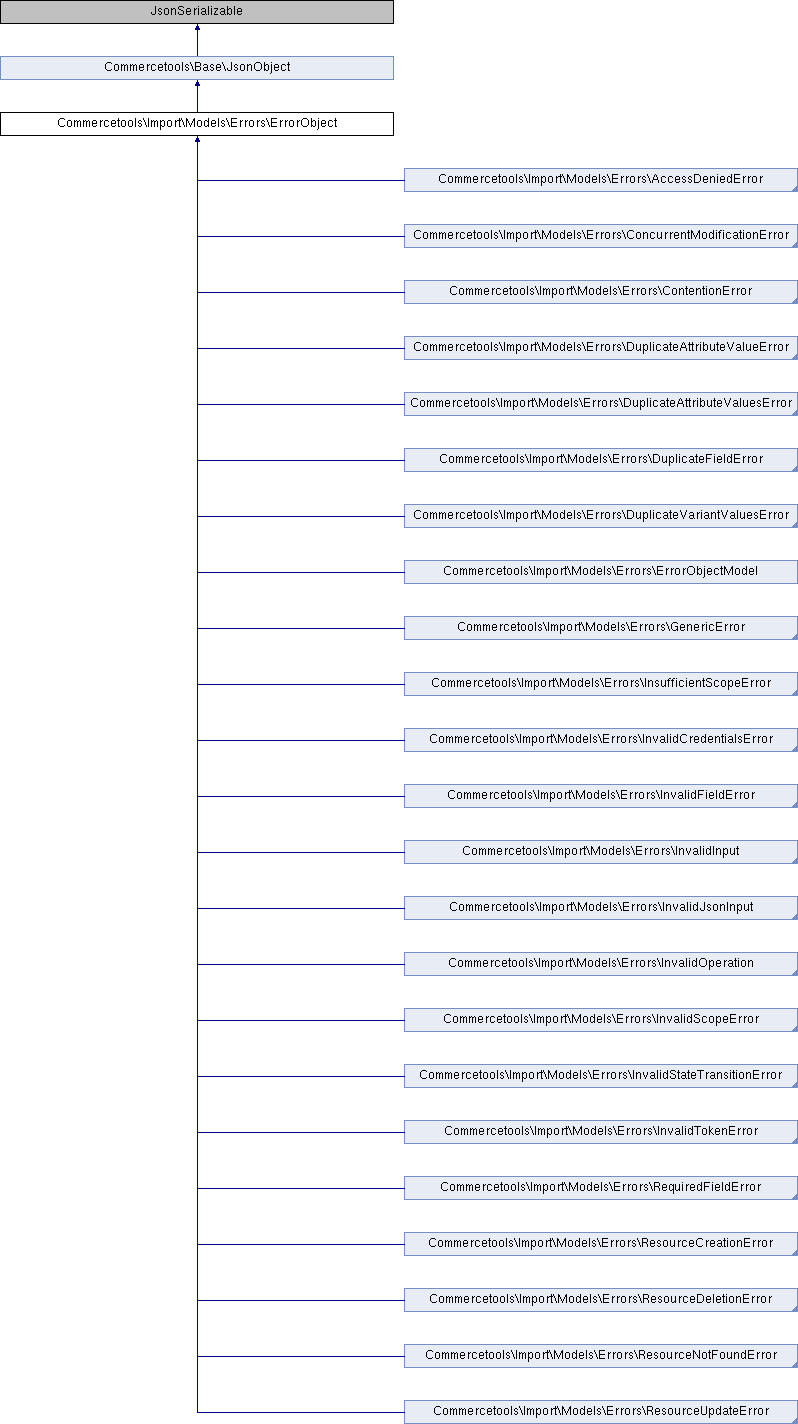 JsonSerializable
Commercetools\Base\JsonObject
Commercetools\Import\Models\Errors\ErrorObject
Commercetools\Import\Models\Errors\AccessDeniedError
Commercetools\Import\Models\Errors\ConcurrentModificationError
Commercetools\Import\Models\Errors\ContentionError
Commercetools\Import\Models\Errors\DuplicateAttributeValueError
Commercetools\Import\Models\Errors\DuplicateAttributeValuesError
Commercetools\Import\Models\Errors\DuplicateFieldError
Commercetools\Import\Models\Errors\DuplicateVariantValuesError
Commercetools\Import\Models\Errors\ErrorObjectModel
Commercetools\Import\Models\Errors\GenericError
Commercetools\Import\Models\Errors\InsufficientScopeError
Commercetools\Import\Models\Errors\InvalidCredentialsError
Commercetools\Import\Models\Errors\InvalidFieldError
Commercetools\Import\Models\Errors\InvalidInput
Commercetools\Import\Models\Errors\InvalidJsonInput
Commercetools\Import\Models\Errors\InvalidOperation
Commercetools\Import\Models\Errors\InvalidScopeError
Commercetools\Import\Models\Errors\InvalidStateTransitionError
Commercetools\Import\Models\Errors\InvalidTokenError
Commercetools\Import\Models\Errors\RequiredFieldError
Commercetools\Import\Models\Errors\ResourceCreationError
Commercetools\Import\Models\Errors\ResourceDeletionError
Commercetools\Import\Models\Errors\ResourceNotFoundError
Commercetools\Import\Models\Errors\ResourceUpdateError